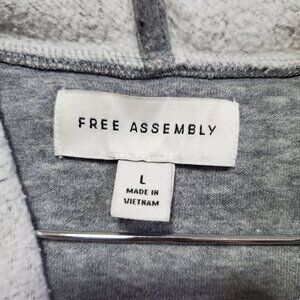 FREE ASSEMBLY
L
MADE IN
VIETNAM